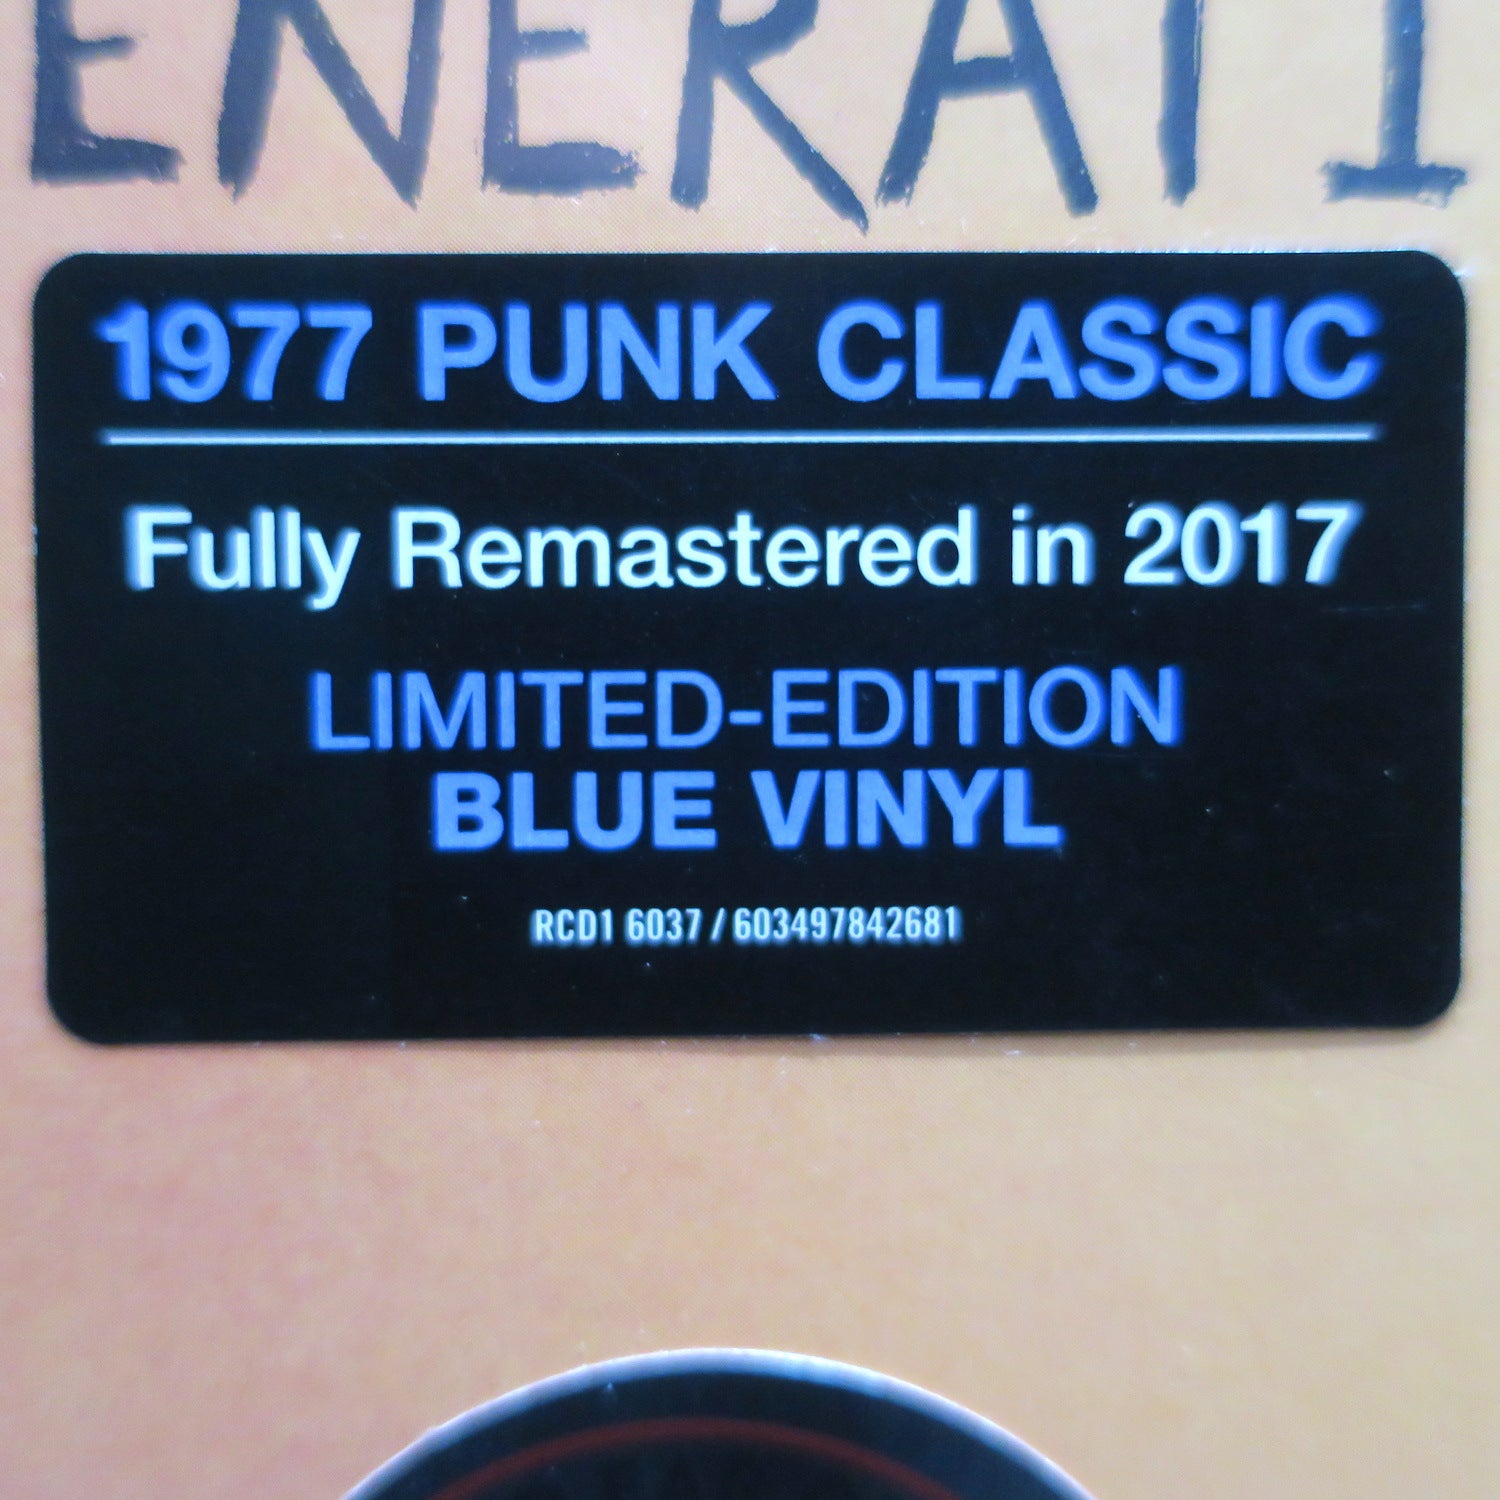 ENERATI
1977 PUNK CLASSIC
Fully Remastered in 2017
LIMITED-EDITION
BLUE VINYL
RCD1 6037 / 603497842681